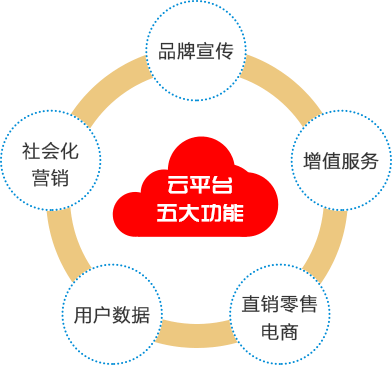 品牌宣传
社会化
营销
增值服务
云平台
五大功能
用户数据
直销零售
电商